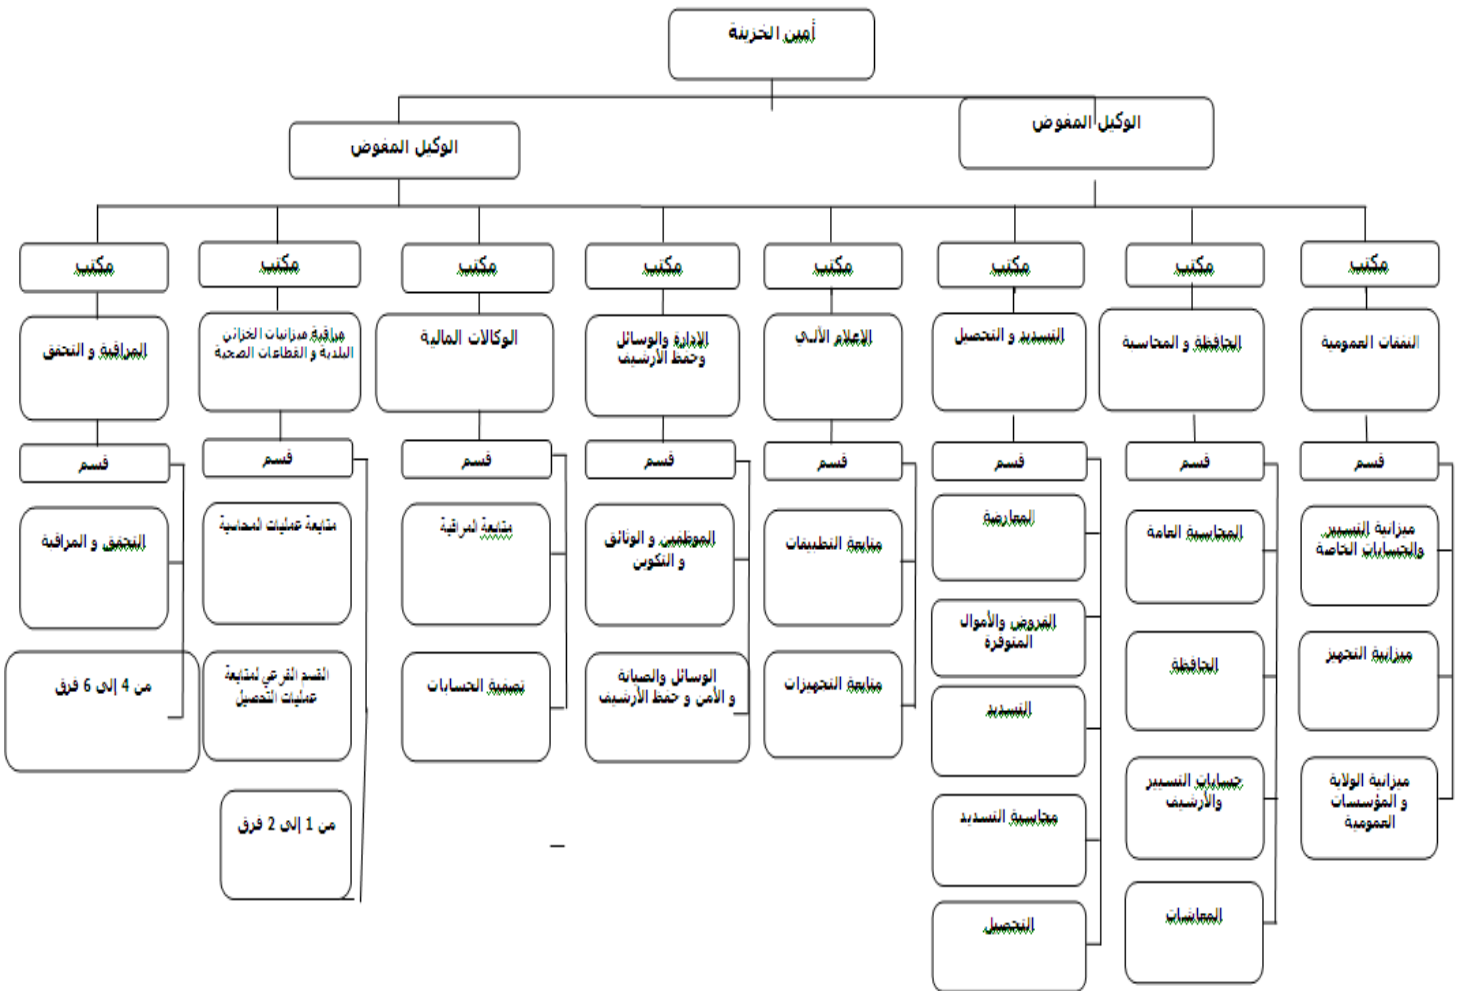 أمين الخزينة
الوكيل المفوض
الوكيل المفوض
مكتب
مكتب
مكتب
مكتب
مكتب
مكتب
مكتب
مكتب
النفقات العمومية
الحافظة و المحاسبة
التسديد و التحصيل
الإعلام الألي
الإدارة والوسائل
وحفظ الأرشيف
الوكالات المالية
مراقبة ميزانيات الخزائن
البلدية و القطاعات الصحية
المراقبة و التحقق
قسم
قسم
قسم
قسم
قسم
قسم
قسم
قسم
ميزانية التسيير
والحسابات الخاصة
ميزانية التجهيز
ميزانية الولاية
و المؤسسات
العمومية
المحاسبة العامة
الحافظة
حسابات التسيير
والأرشيف
المعاشات
المعارضة
القروض والأموال
المتوفرة
التسديد
محاسبة التسديد
التحصيل
متابعة التطبيقات
متابعة التجهيزات
الموظفين و الوثائق
و التكوين
الوسائل والصيانة
و الأمن و حفظ الأرشيف
متابعة المراقبة
تصفية الحسابات
متابعة عمليات المحاسبة
القسم الفرعي لمتابعة
عمليات التحصيل
من 1 إلى 2 فرق
التحقق و المراقبة
من 4 إلى 6 فرق